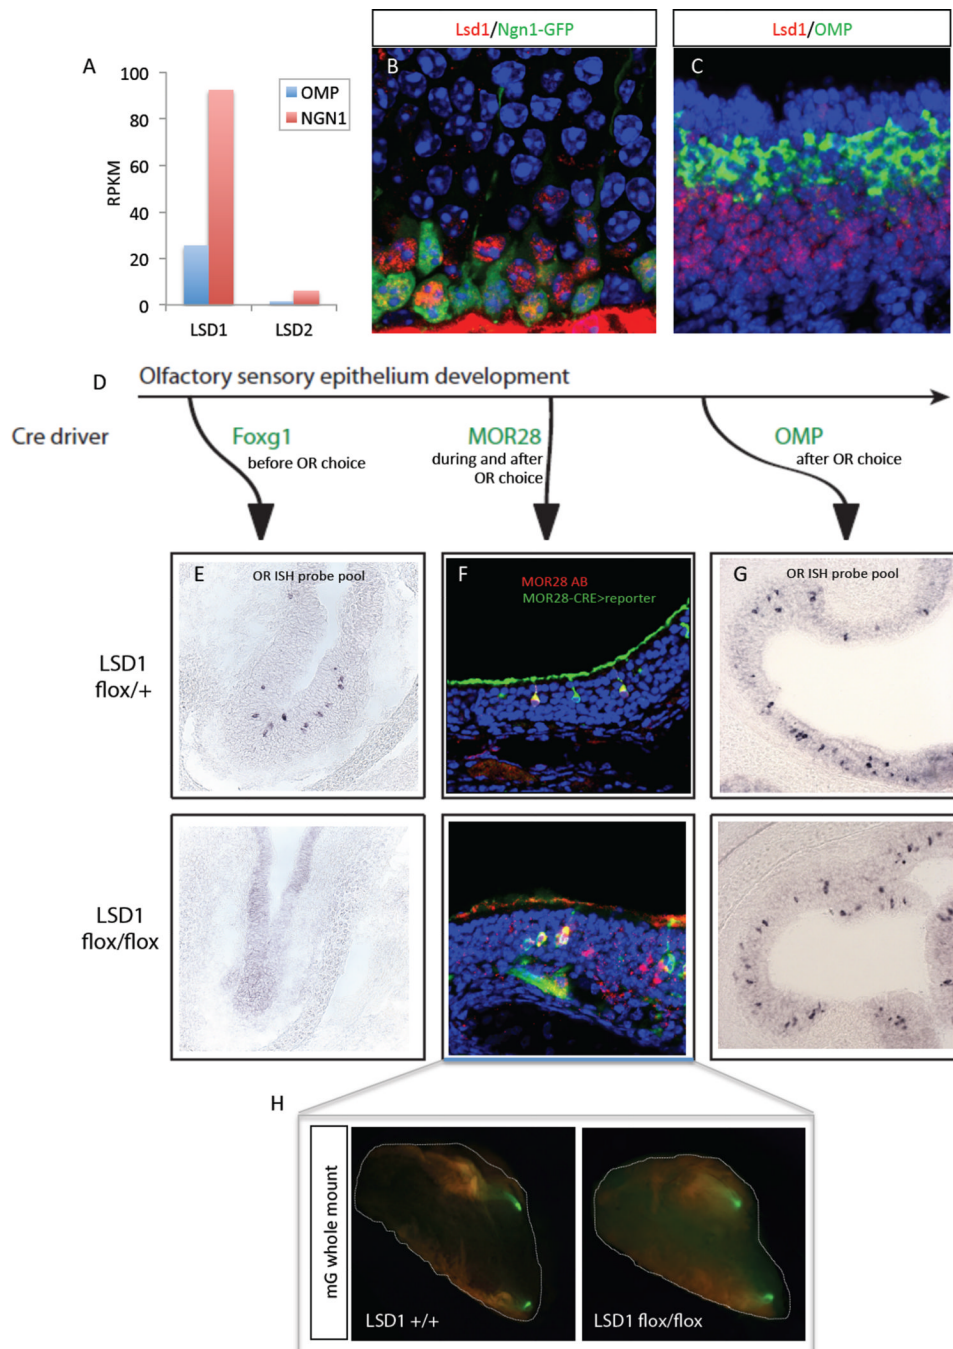 Lsd1/Ngn1-GFP
Lsd1/OMP
A
100
80
60
40
20
0
RPKM
OMP
NGN1
LSD1
LSD2
B
C
D
Olfactory sensory epithelium development
Cre driver
Foxg1
before OR choice
MOR28
during and after
OR choice
OMP
after OR choice
E
OR ISH probe pool
F
MOR28 AB
MOR28-CRE>reporter
G
OR ISH probe pool
LSD1
flox/+
LSD1
flox/flox
H
mG whole mount
LSD1 +/+
LSD1 flox/flox